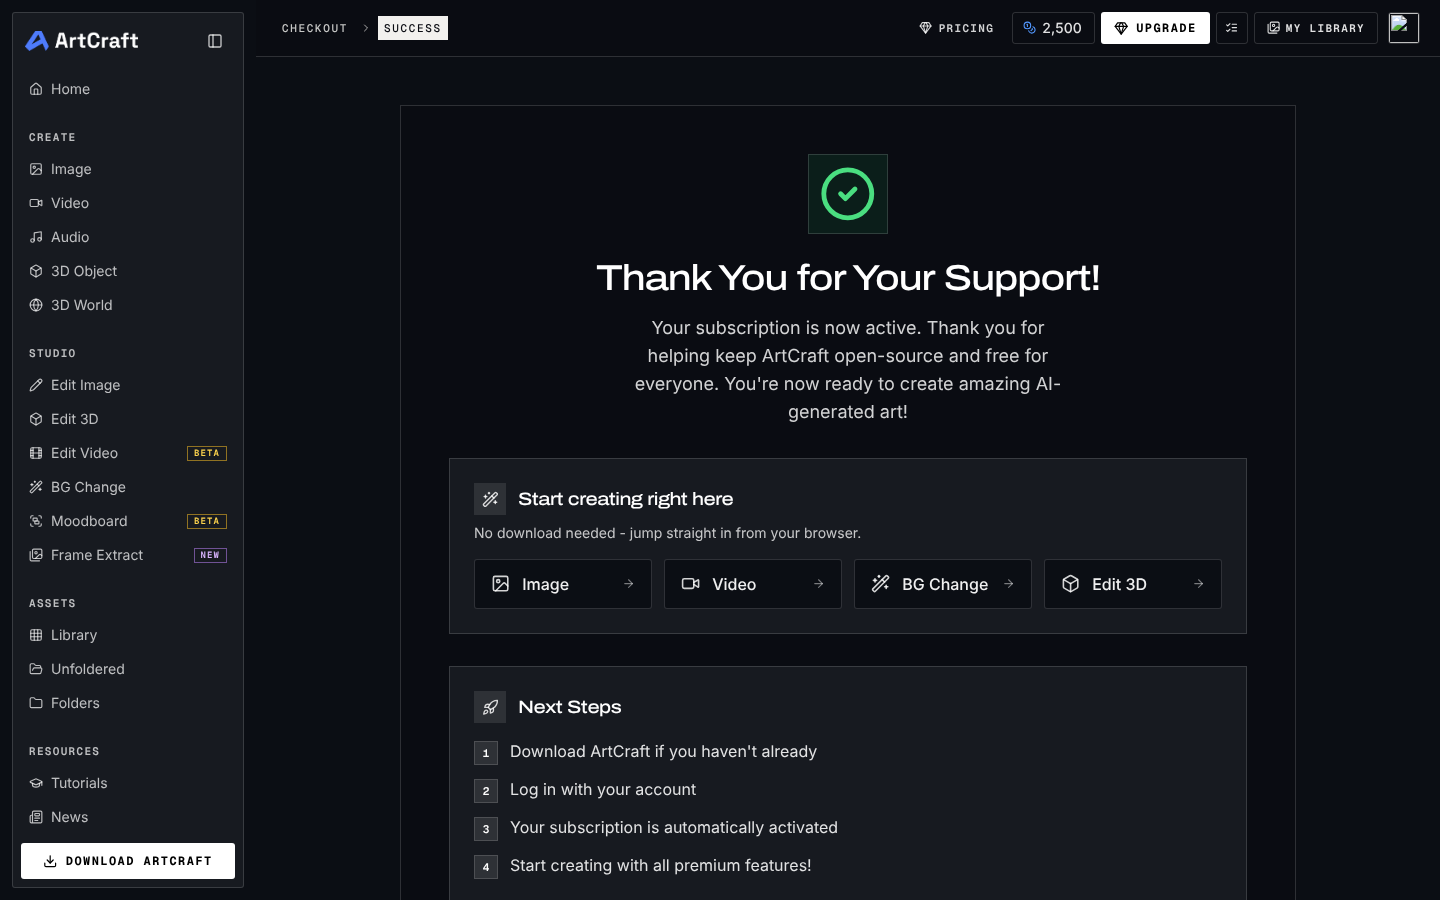 ArtCraft
Home
CREATE
Image
Video
Audio
3D Object
3D World
STUDIO
Edit Image
Edit 3D
Edit Video BETA
BG Change
Moodboard BETA
Frame Extract NEW
ASSETS
Library
Unfoldered
Folders
RESOURCES
Tutorials
News
DOWNLOAD ARTCRAFT
CHECKOUT > SUCCESS
PRICING 2,500 UPGRADE MY LIBRARY
Thank You for Your Support!
Your subscription is now active. Thank you for
helping keep ArtCraft open-source and free for
everyone. You're now ready to create amazing AI-
generated art!
Start creating right here
No download needed - jump straight in from your browser.
Image Video BG Change Edit 3D
Next Steps
1 Download ArtCraft if you haven't already
2 Log in with your account
3 Your subscription is automatically activated
4 Start creating with all premium features!